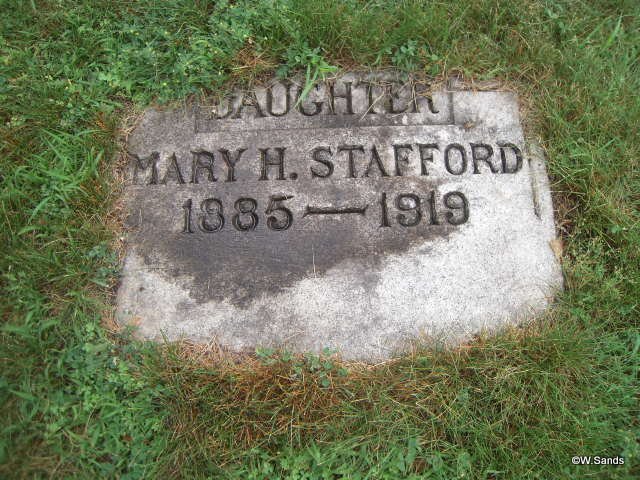 DAUGHTER
MARY H. STAFFORD
1885 — 1919
©W.Sands